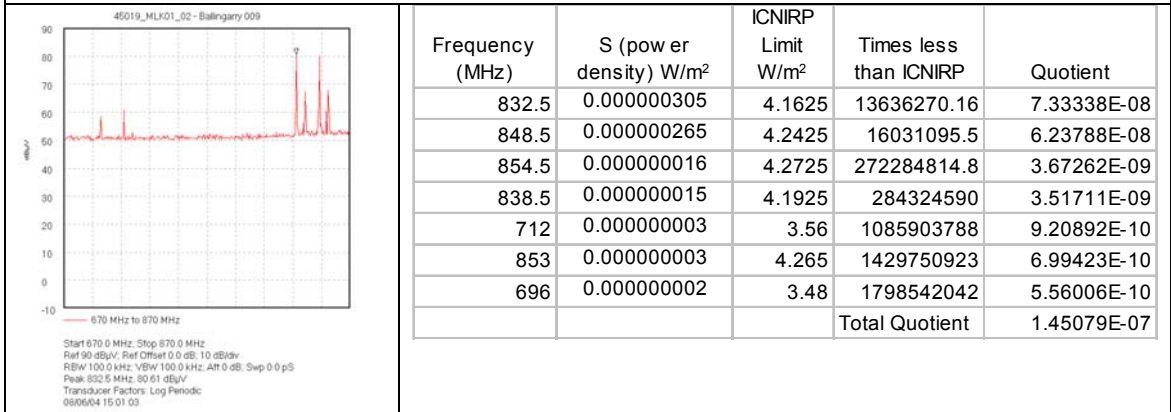 45019_MLK01_02 - Ballingarry 009
90
80
70
60
50
40
30
20
10
0
-10
dBµV
670 MHz to 870 MHz
Start 670.0 MHz; Stop 870.0 MHz
Ref 90 dBµV; Ref Offset 0.0 dB; 10 dB/div
RBW 100.0 kHz; VBW 100.0 kHz; Att 0 dB; Swp 0.0 pS
Peak 832.5 MHz, 80.61 dBµV
Transducer Factors: Log Periodic
08/06/04 15:01:03
Frequency (MHz) S (pow er density) W/m² ICNIRP Limit W/m² Times less than ICNIRP Quotient
832.5 0.000000305 4.1625 13636270.16 7.33338E-08
848.5 0.000000265 4.2425 16031095.5 6.23788E-08
854.5 0.000000016 4.2725 272284814.8 3.67262E-09
838.5 0.000000015 4.1925 284324590 3.51711E-09
712 0.000000003 3.56 1085903788 9.20892E-10
853 0.000000003 4.265 1429750923 6.99423E-10
696 0.000000002 3.48 1798542042 5.56006E-10
Total Quotient 1.45079E-07